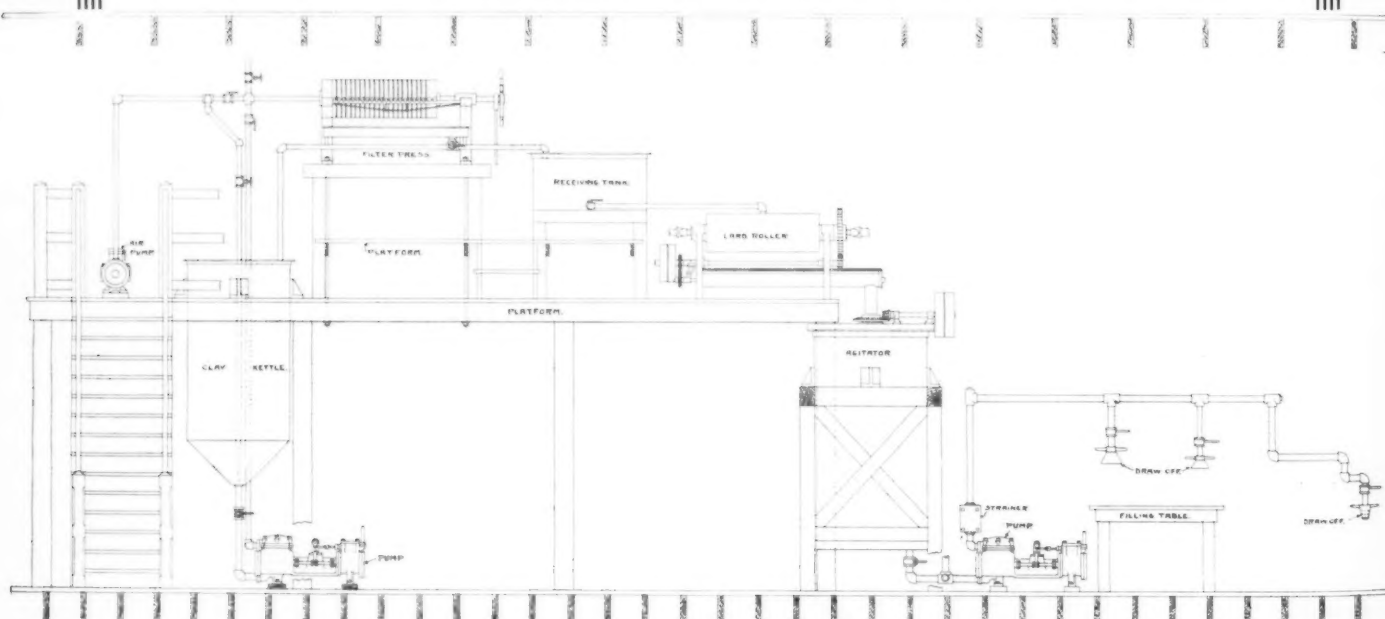 FILTER PRESS
RECEIVING TANK
LARD ROLLER
AIR
PUMP
PLATFORM
PLATFORM.
CLAY KETTLE
AGITATOR
DRAW OFF.
STRAINER
PUMP
FILLING TABLE
DRAW OFF.
PUMP